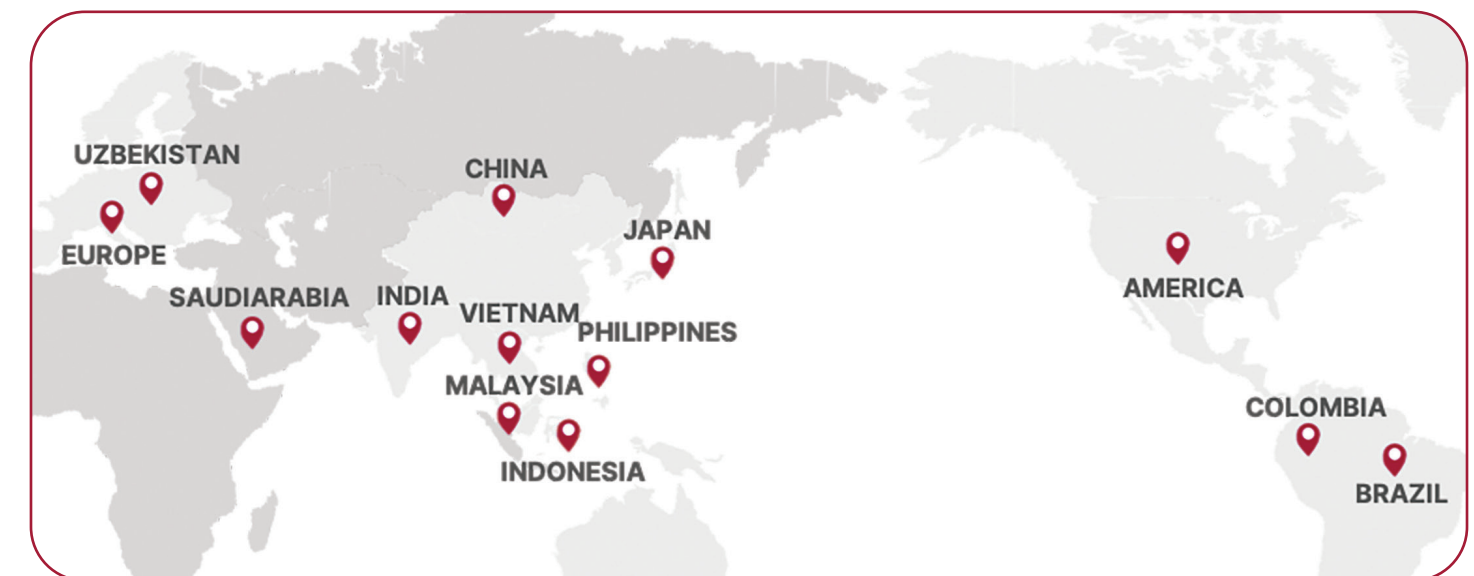 UZBEKISTAN
CHINA
JAPAN
EUROPE
AMERICA
SAUDIARABIA
INDIA
VIETNAM
PHILIPPINES
MALAYSIA
COLOMBIA
INDONESIA
BRAZIL